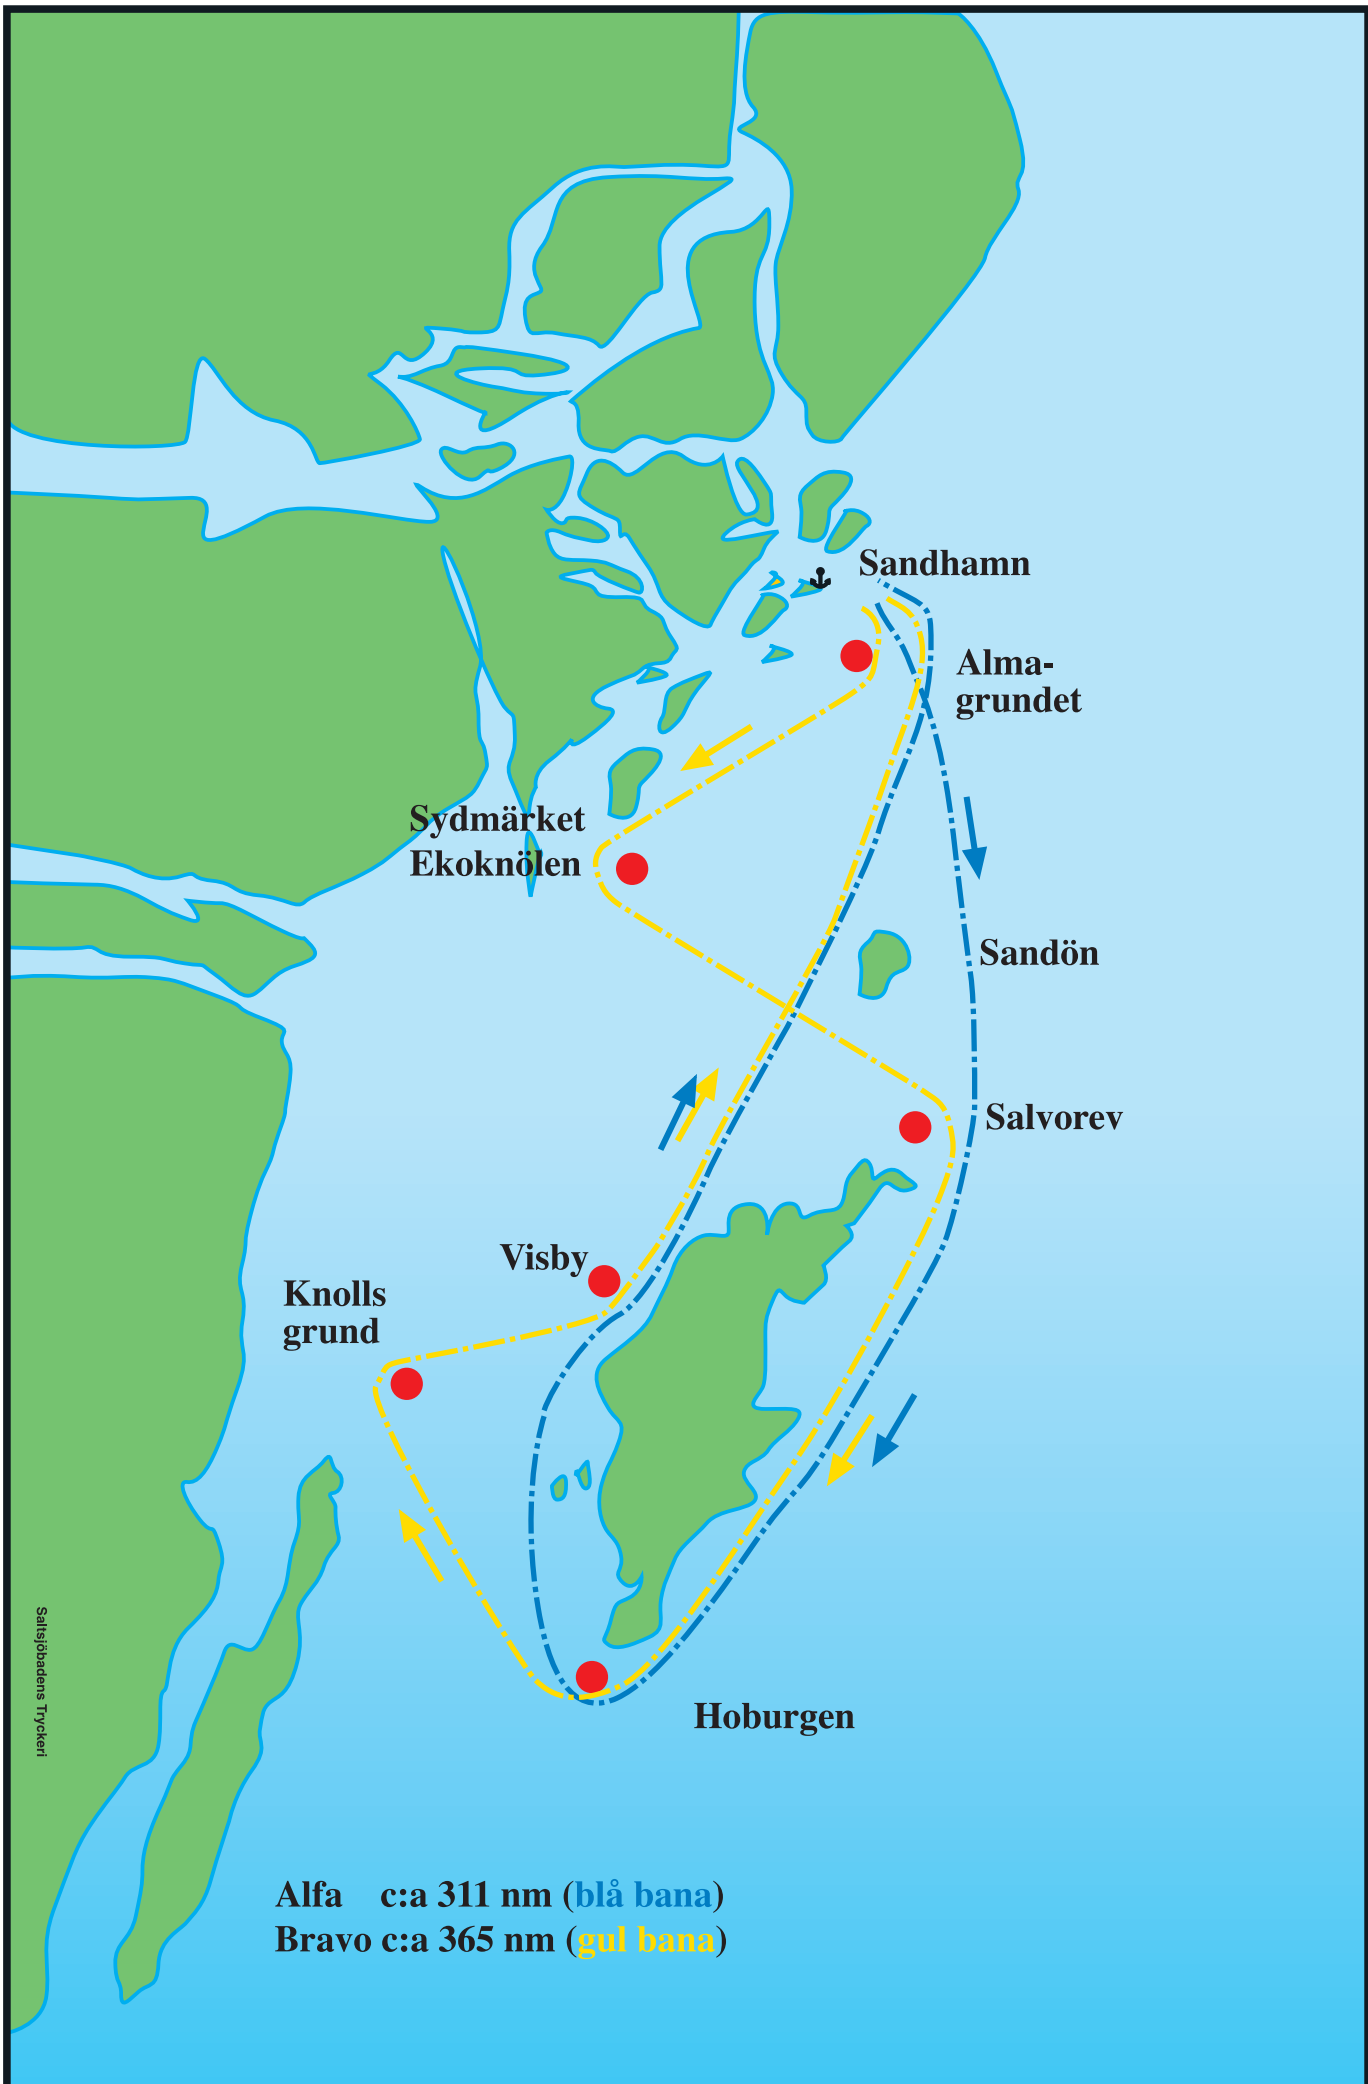 Sandhamn
Alma-
grundet
Sydmärket
Ekoknölen
Sandön
Salvorev
Visby
Knolls
grund
Hoburgen
Saltsjöbadens Tryckeri
Alfa c:a 311 nm (blå bana)
Bravo c:a 365 nm (gul bana)